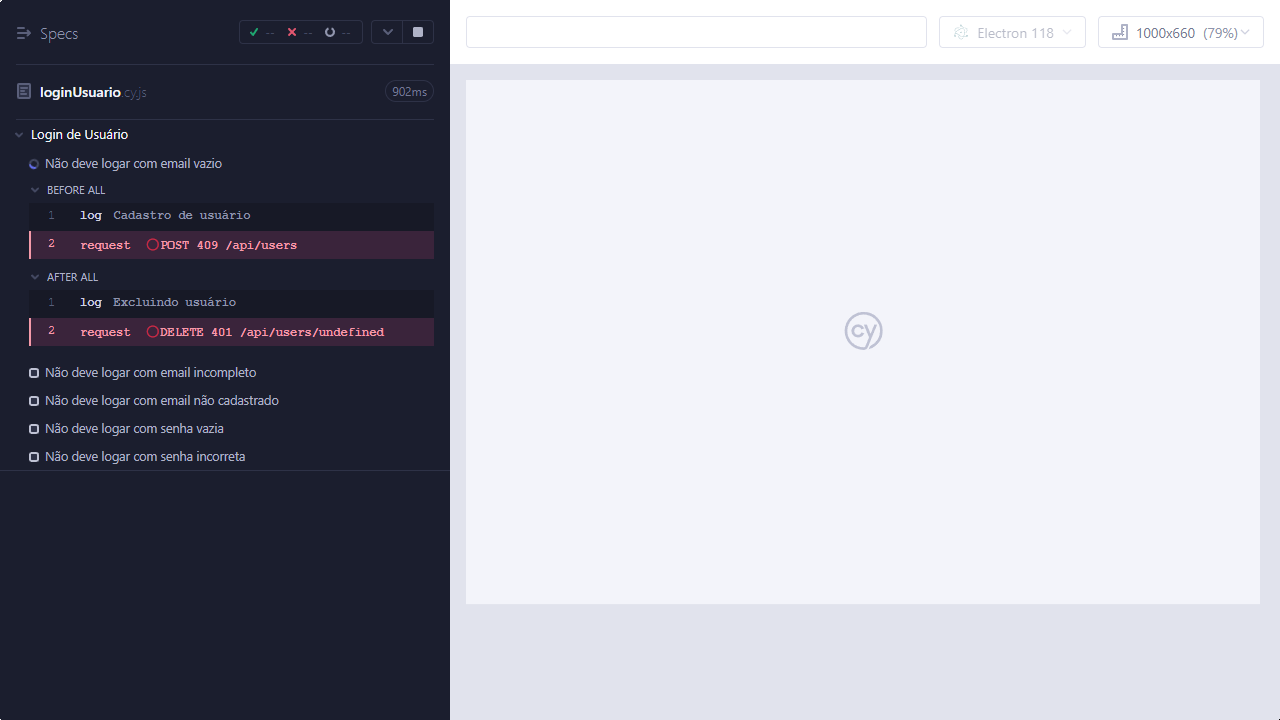 Specs
-- -- --
loginUsuario.cy.js
902ms
Login de Usuário
Não deve logar com email vazio
BEFORE ALL
1 log Cadastro de usuário
2 request POST 409 /api/users
AFTER ALL
1 log Excluindo usuário
2 request DELETE 401 /api/users/undefined
Não deve logar com email incompleto
Não deve logar com email não cadastrado
Não deve logar com senha vazia
Não deve logar com senha incorreta
Electron 118
1000x660 (79%)
cy